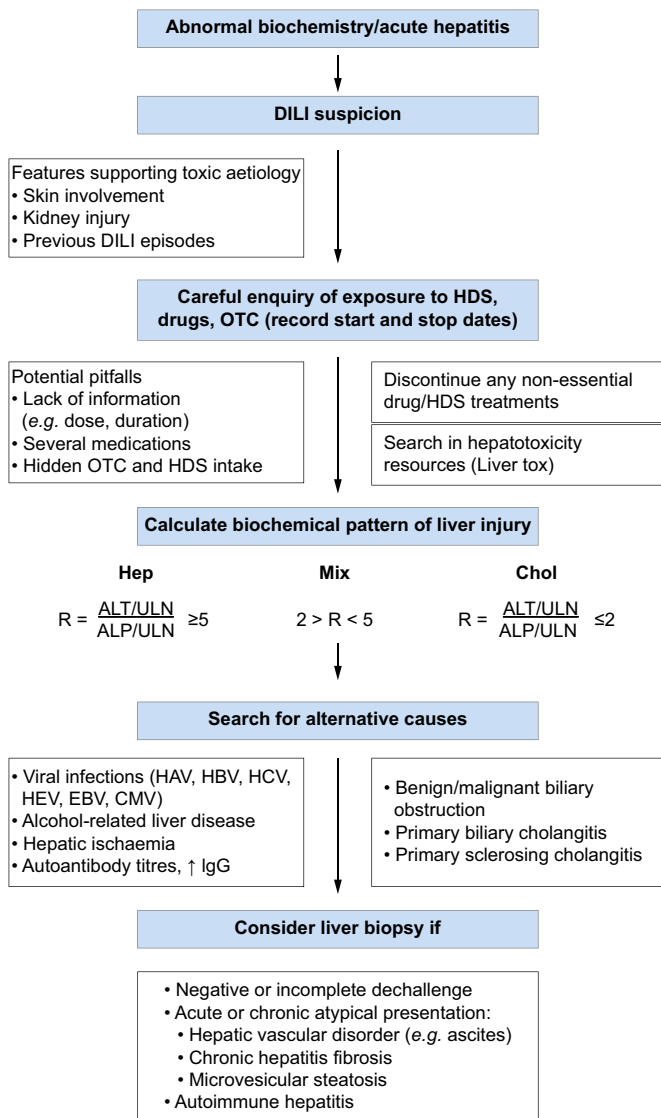 Abnormal biochemistry/acute hepatitis
DILI suspicion
Features supporting toxic aetiology
• Skin involvement
• Kidney injury
• Previous DILI episodes
Careful enquiry of exposure to HDS,
drugs, OTC (record start and stop dates)
Potential pitfalls
• Lack of information
(e.g. dose, duration)
• Several medications
• Hidden OTC and HDS intake
Discontinue any non-essential
drug/HDS treatments
Search in hepatotoxicity
resources (Liver tox)
Calculate biochemical pattern of liver injury
Hep
R = ALT/ULN
ALP/ULN ≥5
Mix
2 > R < 5
Chol
R = ALT/ULN
ALP/ULN ≤2
Search for alternative causes
• Viral infections (HAV, HBV, HCV,
HEV, EBV, CMV)
• Alcohol-related liver disease
• Hepatic ischaemia
• Autoantibody titres, ↑ IgG
• Benign/malignant biliary
obstruction
• Primary biliary cholangitis
• Primary sclerosing cholangitis
Consider liver biopsy if
• Negative or incomplete dechallenge
• Acute or chronic atypical presentation:
• Hepatic vascular disorder (e.g. ascites)
• Chronic hepatitis fibrosis
• Microvesicular steatosis
• Autoimmune hepatitis